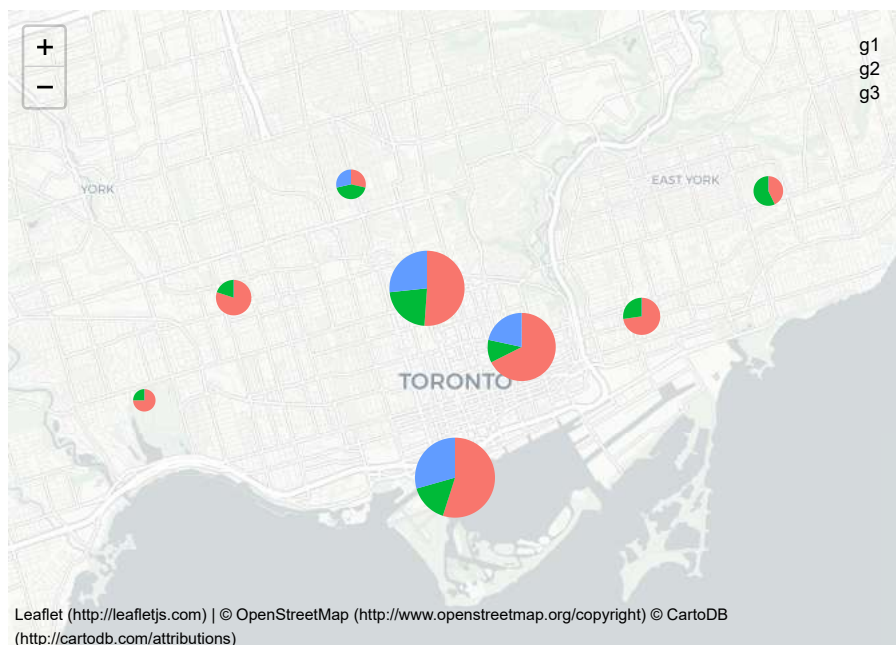 +
−
g1
g2
g3
YORK
EAST YORK
TORONTO
Leaflet (http://leafletjs.com) | © OpenStreetMap (http://www.openstreetmap.org/copyright) © CartoDB
(http://cartodb.com/attributions)